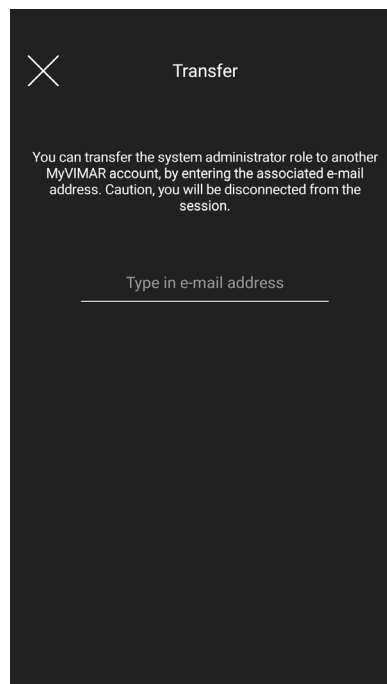 Transfer
You can transfer the system administrator role to another
MyVIMAR account, by entering the associated e-mail
address. Caution, you will be disconnected from the
session.
Type in e-mail address